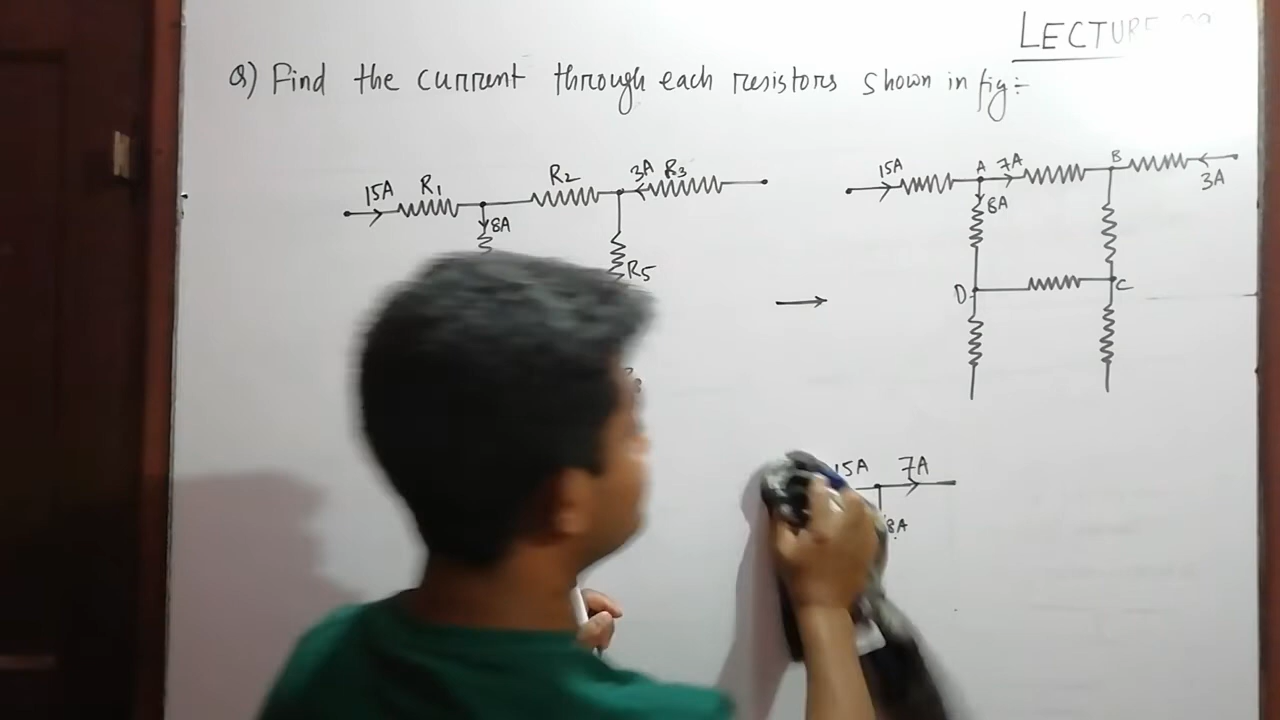 LECTURE
Q) Find the current through each resistors shown in fig:-
15A R1 R2 3A R3
8A
R5
15A A 7A B
3A
8A
D C
15A 7A
8A